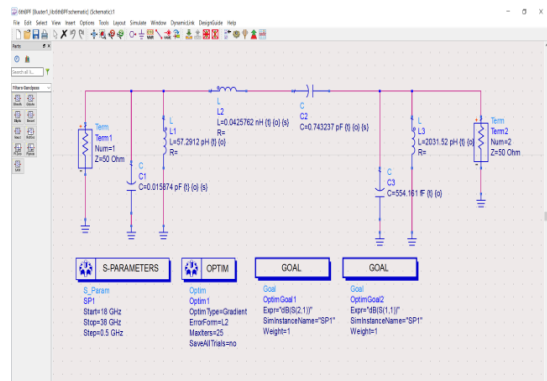 File Edit Select View Insert Options Tools Layout Simulate Window DynamicLink DesignGuide Help
Parts
Term
Term1
Num=1
Z=50 Ohm
C
C1
C=0.015874 pF {t} {o} {s}
L
L1
L=57.2912 pH {t} {o}
R=
L
L2
L=0.0425762 nH {t} {o} {s}
R=
C
C2
C=0.743237 pF {t} {o} {s}
C
C3
C=554.161 fF {t} {o}
L
L3
L=2031.52 pH {t} {o}
R=
Term
Term2
Num=2
Z=50 Ohm
S-PARAMETERS
S_Param
SP1
Start=18 GHz
Stop=38 GHz
Step=0.5 GHz
OPTIM
Optim
Optim1
OptimType=Gradient
ErrorForm=L2
MaxIters=25
SaveAllTrials=no
GOAL
Goal
OptimGoal1
Expr="dB(S(2,1))"
SimInstanceName="SP1"
Weight=1
GOAL
Goal
OptimGoal2
Expr="dB(S(1,1))"
SimInstanceName="SP1"
Weight=1